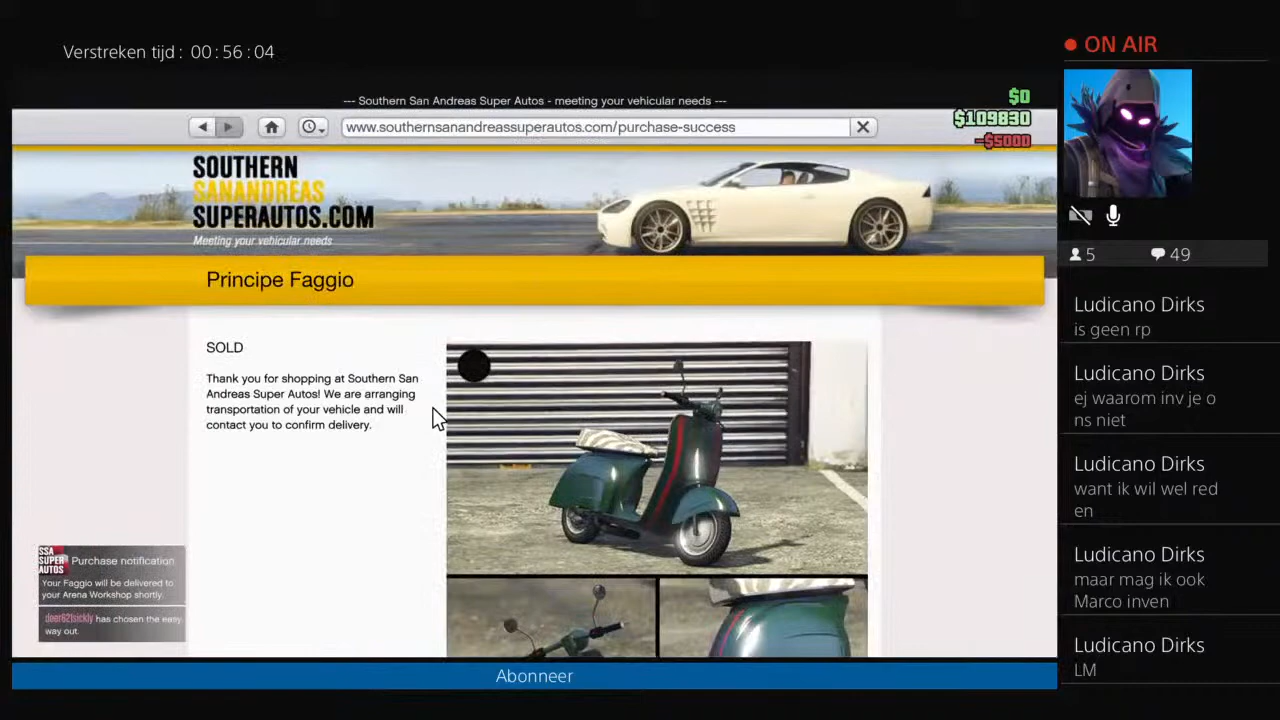 Verstreken tijd : 00 : 56 : 04
ON AIR
--- Southern San Andreas Super Autos - meeting your vehicular needs ---
$0
www.southernsanandreassuperautos.com/purchase-success
$109830
-$5000
SOUTHERN
SANANDREAS
SUPERAUTOS.COM
Meeting your vehicular needs
Principe Faggio
SOLD
Thank you for shopping at Southern San
Andreas Super Autos! We are arranging
transportation of your vehicle and will
contact you to confirm delivery.
SSA
SUPER
AUTOS
Purchase notification
Your Faggio will be delivered to
your Arena Workshop shortly.
deer621sickly has chosen the easy
way out.
Abonneer
5
49
Ludicano Dirks
is geen rp
Ludicano Dirks
ej waarom inv je o
ns niet
Ludicano Dirks
want ik wil wel red
en
Ludicano Dirks
maar mag ik ook
Marco inven
Ludicano Dirks
LM